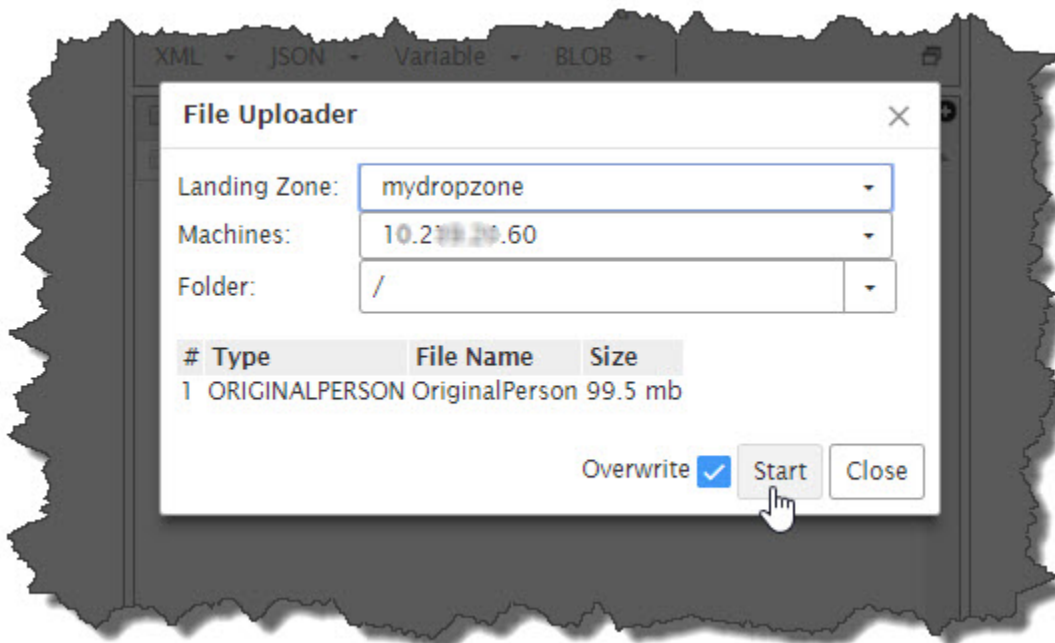 XML JSON Variable BLOB
File Uploader
Landing Zone: mydropzone
Machines:
Folder: /
# Type File Name Size
1 ORIGINALPERSON OriginalPerson 99.5 mb
Overwrite Start Close